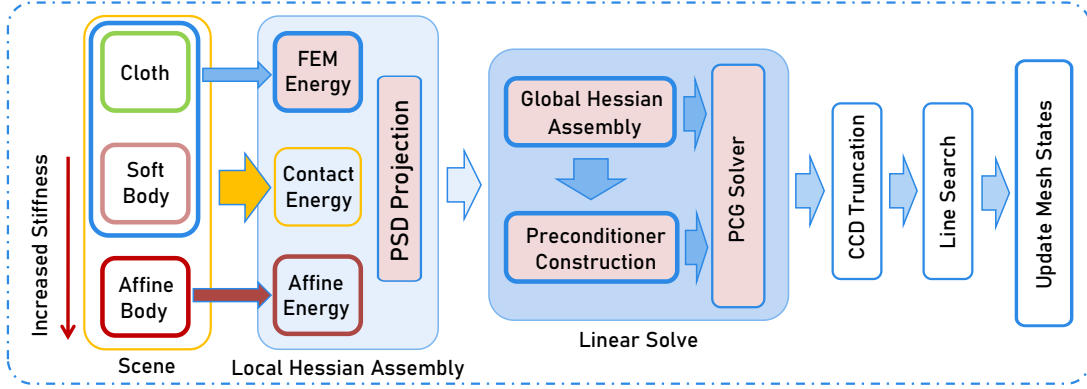 Increased Stiffness
Cloth
Soft
Body
Affine
Body
Scene
FEM
Energy
Contact
Energy
Affine
Energy
PSD Projection
Local Hessian Assembly
Global Hessian
Assembly
Preconditioner
Construction
PCG Solver
Linear Solve
CCD Truncation
Line Search
Update Mesh States